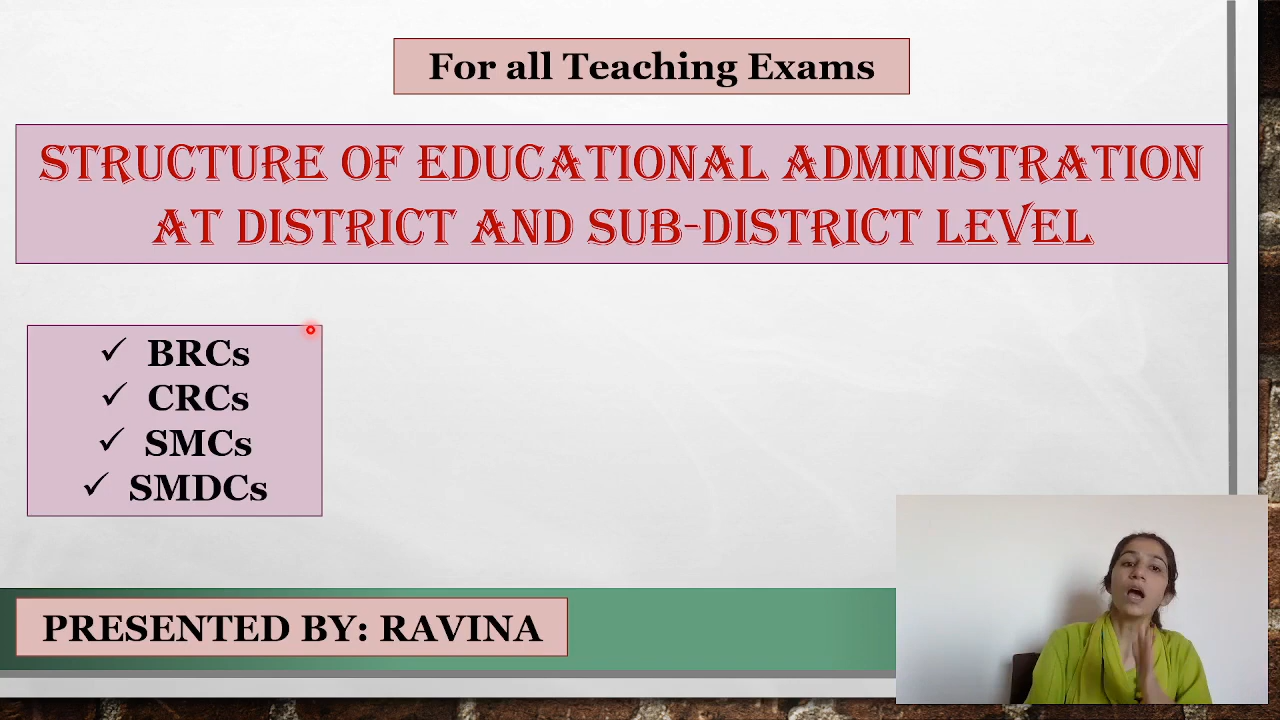 For all Teaching Exams
STRUCTURE OF EDUCATIONAL ADMINISTRATION
AT DISTRICT AND SUB-DISTRICT LEVEL
✓ BRCs
✓ CRCs
✓ SMCs
✓ SMDCs
PRESENTED BY: RAVINA